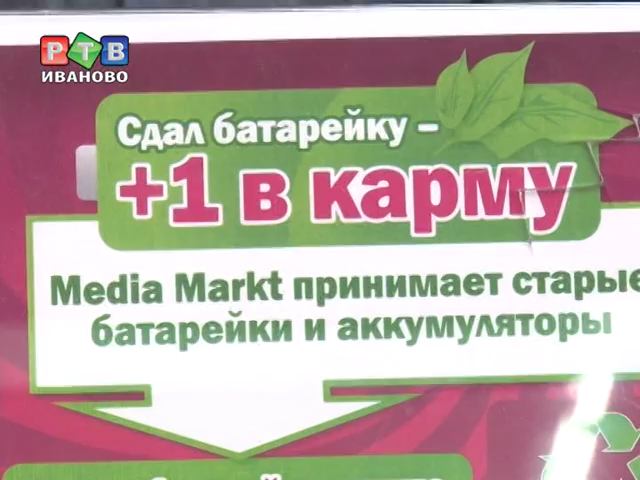 РТВ
ИВАНОВО
Сдал батарейку –
+1 в карму
Media Markt принимает старые
батарейки и аккумуляторы